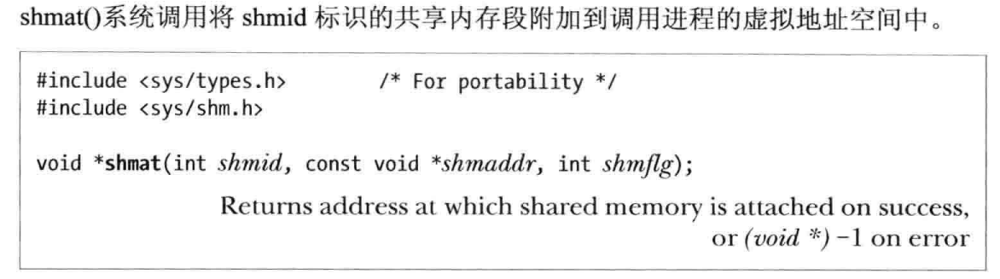 shmat()系统调用将 shmid 标识的共享内存段附加到调用进程的虚拟地址空间中。
#include <sys/types.h> /* For portability */
#include <sys/shm.h>
void *shmat(int shmid, const void *shmaddr, int shmflg);
Returns address at which shared memory is attached on success,
or (void *) −1 on error